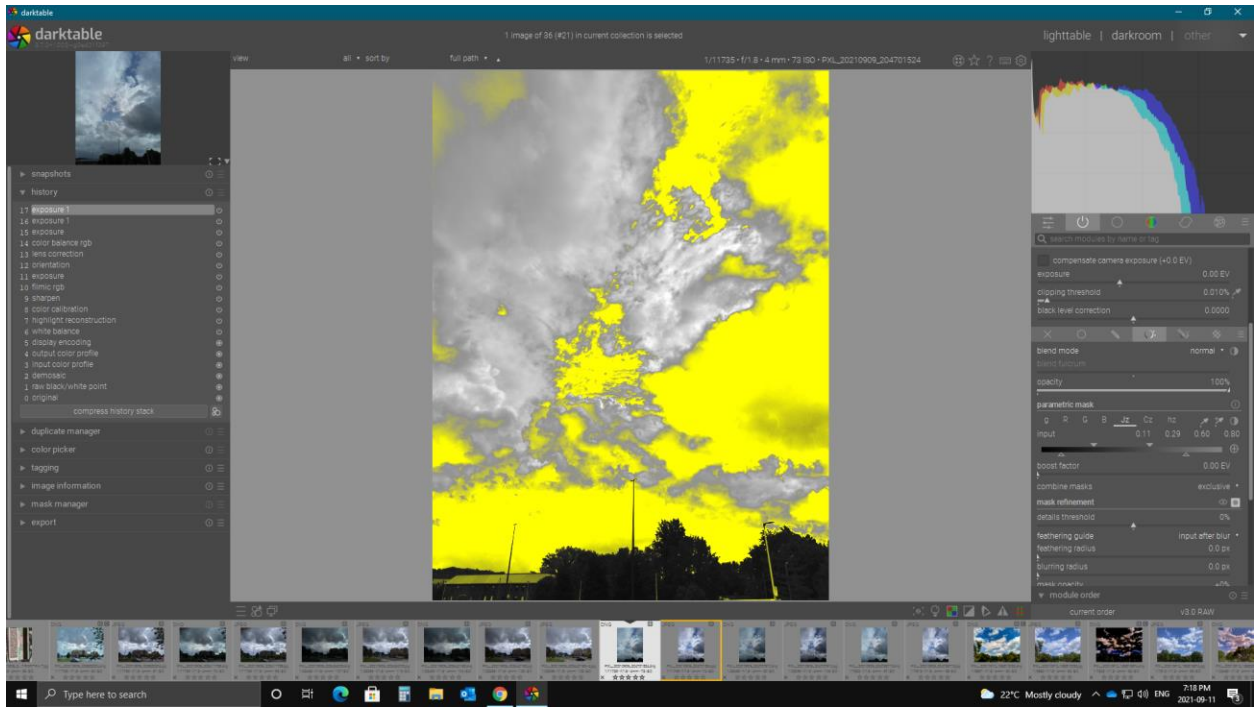 darktable
darktable
1 image of 36 (#21) in current collection is selected
lighttable | darkroom | other
view
all • sort by
full path •
1/11735 • f/1.8 • 4 mm • 73 ISO • PXL_20210909_204701524
snapshots
history
17 exposure 1
16 exposure 1
15 exposure
14 color balance rgb
13 lens correction
12 orientation
11 exposure
10 filmic rgb
9 sharpen
8 color calibration
7 highlight reconstruction
6 white balance
5 display encoding
4 output color profile
3 input color profile
2 demosaic
1 raw black/white point
0 original
compress history stack
duplicate manager
color picker
tagging
image information
mask manager
export
search modules by name or tag
compensate camera exposure (+0.0 EV)
exposure 0.00 EV
clipping threshold 0.010%
black level correction 0.0000
blend mode normal
blend fulcrum
opacity 100%
parametric mask
g R G B Jz Cz hz
input 0.11 0.29 0.60 0.80
boost factor 0.00 EV
combine masks exclusive
mask refinement
details threshold 0%
feathering guide input after blur
feathering radius 0.0 px
blurring radius 0.0 px
mask opacity +0%
module order
current order v3.0 RAW
Type here to search
22°C Mostly cloudy
ENG
7:18 PM
2021-09-11